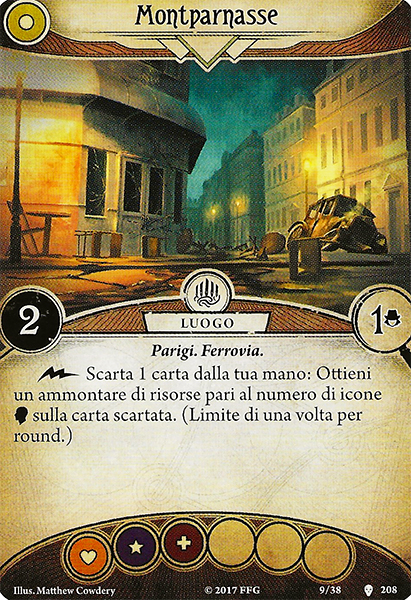 Montparnasse
2
LUOGO
1
Parigi. Ferrovia.
Scarta 1 carta dalla tua mano: Ottieni
un ammontare di risorse pari al numero di icone
sulla carta scartata. (Limite di una volta per
round.)
Illus. Matthew Cowdery © 2017 FFG 9/38 208